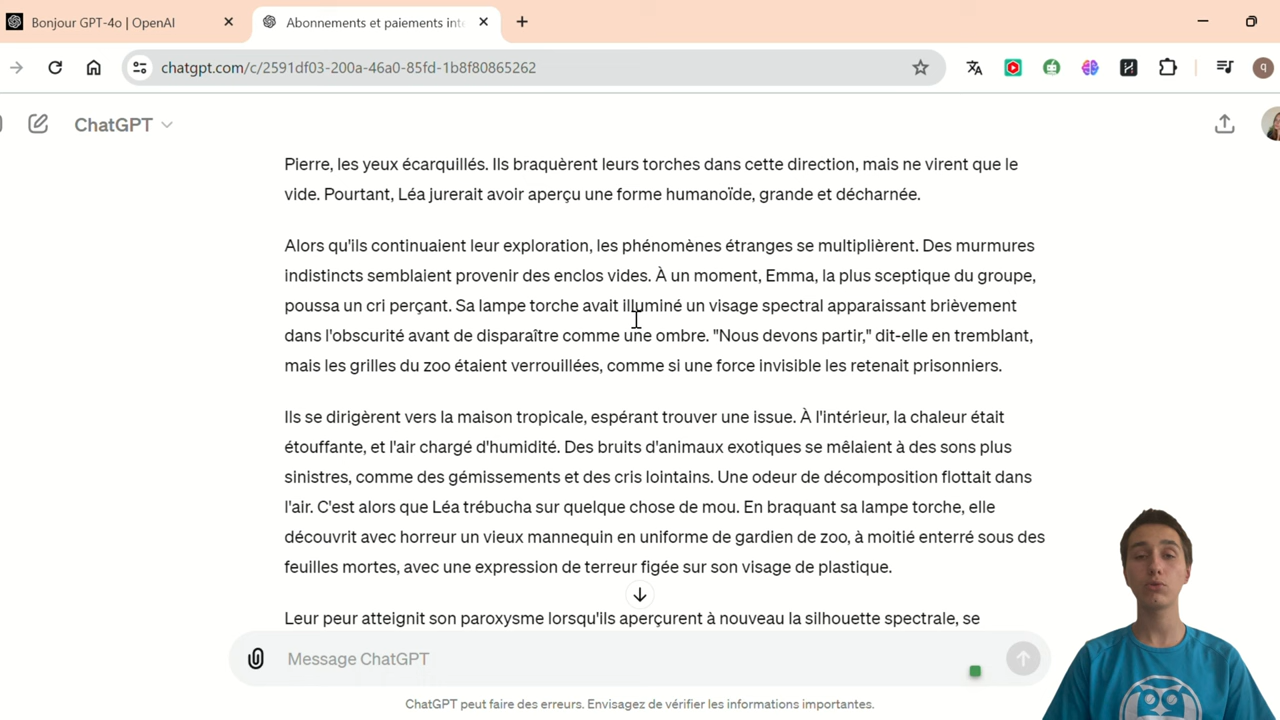 Bonjour GPT-4o | OpenAI
Abonnements et paiements inte
chatgpt.com/c/2591df03-200a-46a0-85fd-1b8f80865262
q
ChatGPT
Pierre, les yeux écarquillés. Ils braquèrent leurs torches dans cette direction, mais ne virent que le
vide. Pourtant, Léa jurerait avoir aperçu une forme humanoïde, grande et décharnée.
Alors qu'ils continuaient leur exploration, les phénomènes étranges se multiplièrent. Des murmures
indistincts semblaient provenir des enclos vides. À un moment, Emma, la plus sceptique du groupe,
poussa un cri perçant. Sa lampe torche avait illuminé un visage spectral apparaissant brièvement
dans l'obscurité avant de disparaître comme une ombre. "Nous devons partir," dit-elle en tremblant,
mais les grilles du zoo étaient verrouillées, comme si une force invisible les retenait prisonniers.
Ils se dirigèrent vers la maison tropicale, espérant trouver une issue. À l'intérieur, la chaleur était
étouffante, et l'air chargé d'humidité. Des bruits d'animaux exotiques se mêlaient à des sons plus
sinistres, comme des gémissements et des cris lointains. Une odeur de décomposition flottait dans
l'air. C'est alors que Léa trébucha sur quelque chose de mou. En braquant sa lampe torche, elle
découvrit avec horreur un vieux mannequin en uniforme de gardien de zoo, à moitié enterré sous des
feuilles mortes, avec une expression de terreur figée sur son visage de plastique.
Leur peur atteignit son paroxysme lorsqu'ils aperçurent à nouveau la silhouette spectrale, se
Message ChatGPT
ChatGPT peut faire des erreurs. Envisagez de vérifier les informations importantes.